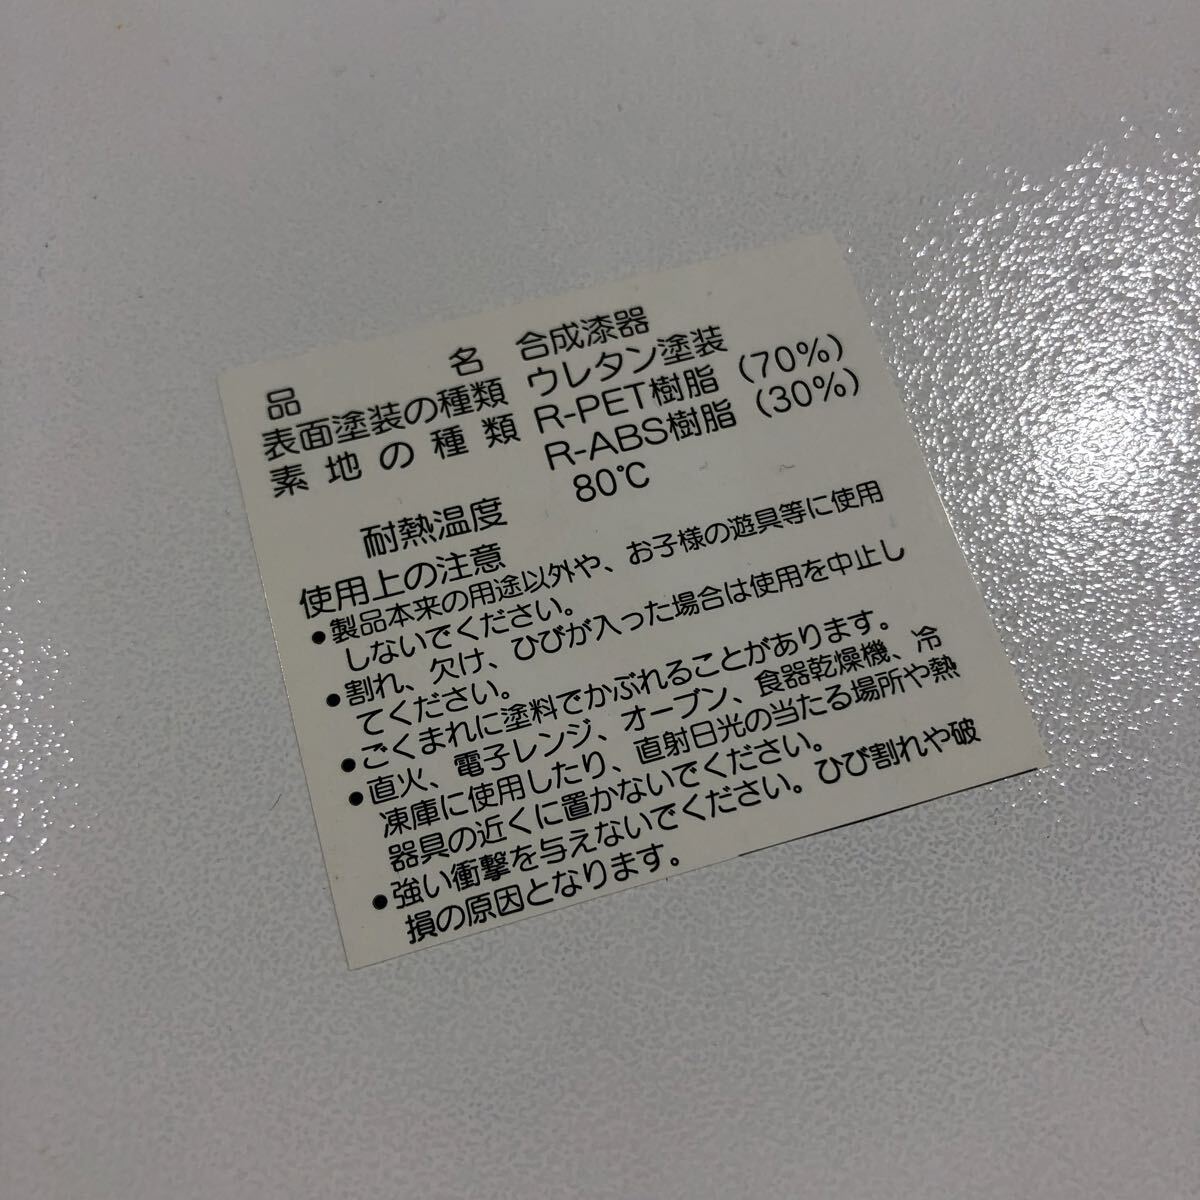 品名 合成漆器
表面塗装の種類 ウレタン塗装
素地の種類 R-PET樹脂(70%)
R-ABS樹脂(30%)
耐熱温度 80℃
使用上の注意
●製品本来の用途以外や、お子様の遊具等に使用
しないでください。
●割れ、欠け、ひびが入った場合は使用を中止し
てください。
●ごくまれに塗料でかぶれることがあります。
●直火、電子レンジ、オーブン、食器乾燥機、冷
凍庫に使用したり、直射日光の当たる場所や熱
器具の近くに置かないでください。
●強い衝撃を与えないでください。ひび割れや破
損の原因となります。